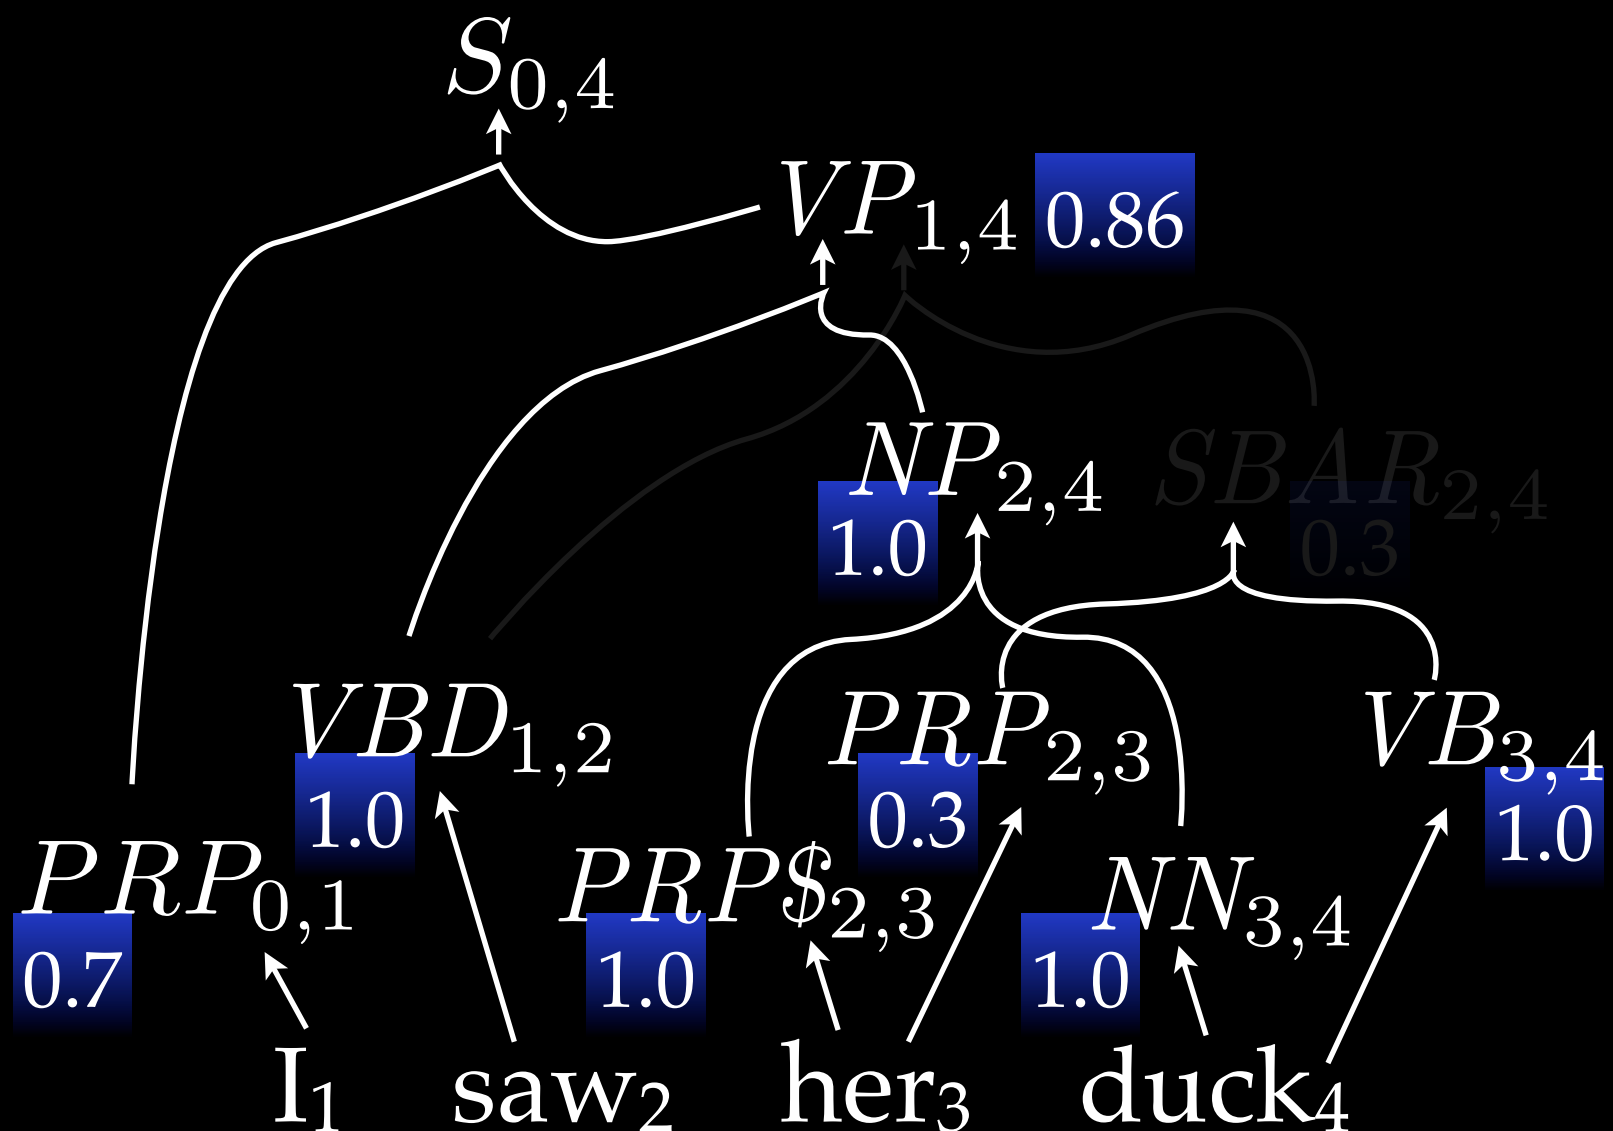 S0,4
VP1,4 0.86
NP2,4 SBAR2,4
1.0 0.3
VBD1,2 PRP2,3 VB3,4
1.0 0.3 1.0
PRP0,1 PRP$2,3 NN3,4
0.7 1.0 1.0
I1 saw2 her3 duck4